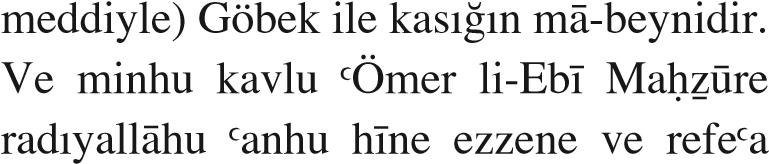 meddiyle) Göbek ile kasığın mā-beynidir.
Ve minhu kavlu ʿÖmer li-Ebī Maḥẕūre
radıyallāhu ʿanhu hīne ezzene ve refeʿa